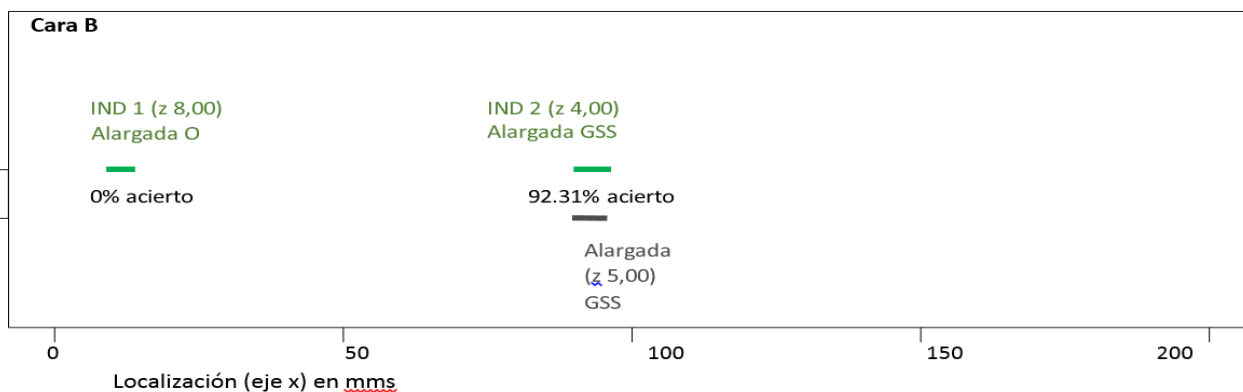 Cara B
IND 1 (z 8,00)
Alargada O
IND 2 (z 4,00)
Alargada GSS
0% acierto
92.31% acierto
Alargada
(z 5,00)
GSS
0
50
100
150
200
Localización (eje x) en mms